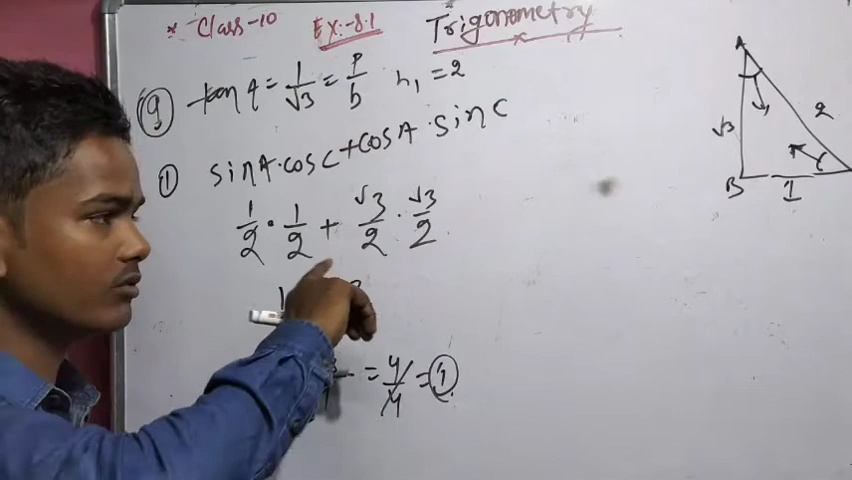 * Class-10 Ex:-8.1 Trigonometry
9 tan A = 1/√3 = P/b h, = 2
① sinA·cosC+cosA·sinC
1/2 · 1/2 + √3/2 · √3/2
= 4/4 = 1
A
√3 2
B 1